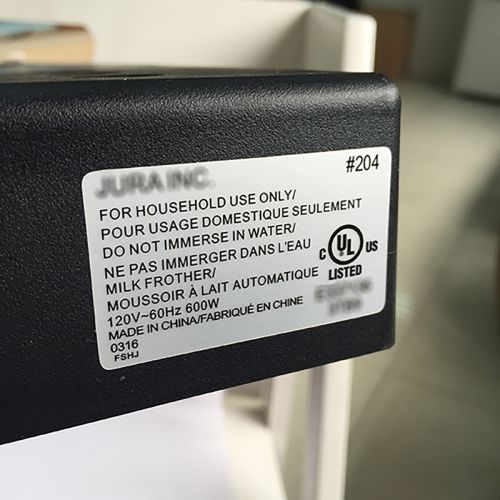 JURA INC.
#204
FOR HOUSEHOLD USE ONLY/
POUR USAGE DOMESTIQUE SEULEMENT
DO NOT IMMERSE IN WATER/
NE PAS IMMERGER DANS L'EAU
MILK FROTHER/
MOUSSOIR À LAIT AUTOMATIQUE
120V~60Hz 600W
MADE IN CHINA/FABRIQUÉ EN CHINE
0316
FSHJ
C UL US
LISTED